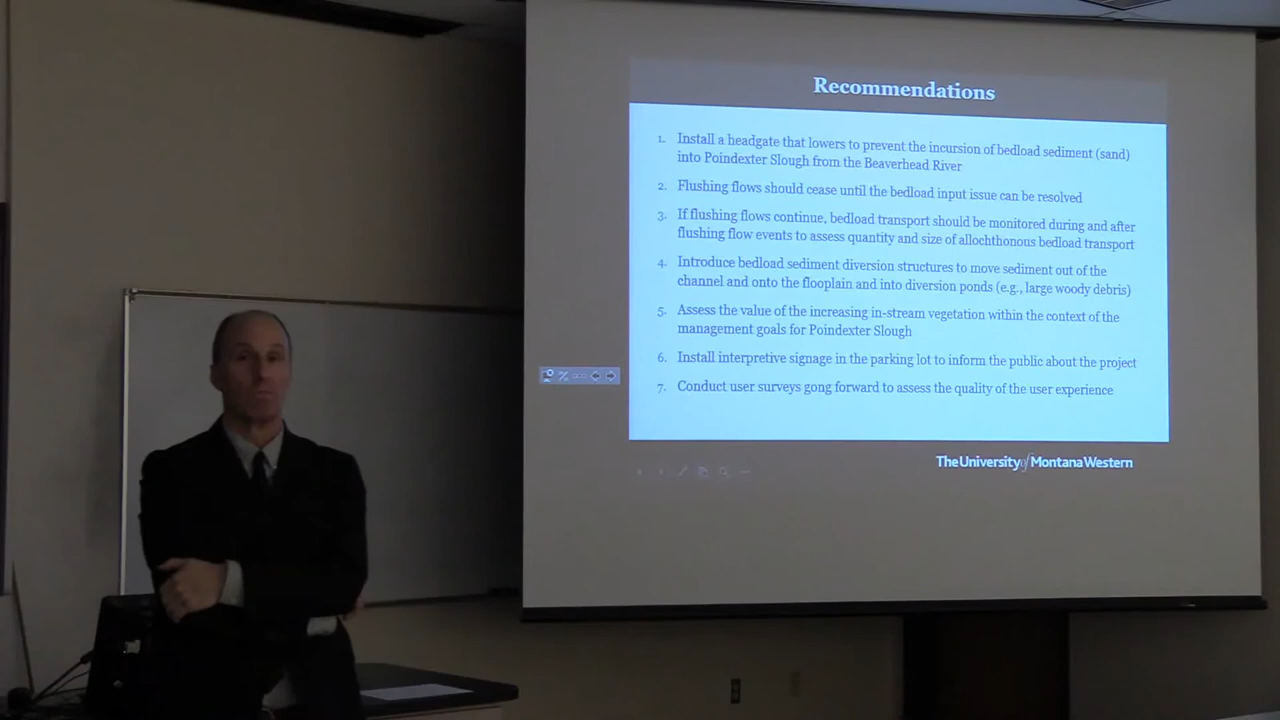 Recommendations
1. Install a headgate that lowers to prevent the incursion of bedload sediment (sand)
into Poindexter Slough from the Beaverhead River
2. Flushing flows should cease until the bedload input issue can be resolved
3. If flushing flows continue, bedload transport should be monitored during and after
flushing flow events to assess quantity and size of allochthonous bedload transport
4. Introduce bedload sediment diversion structures to move sediment out of the
channel and onto the flooplain and into diversion ponds (e.g., large woody debris)
5. Assess the value of the increasing in-stream vegetation within the context of the
management goals for Poindexter Slough
6. Install interpretive signage in the parking lot to inform the public about the project
7. Conduct user surveys gong forward to assess the quality of the user experience
The University of Montana Western